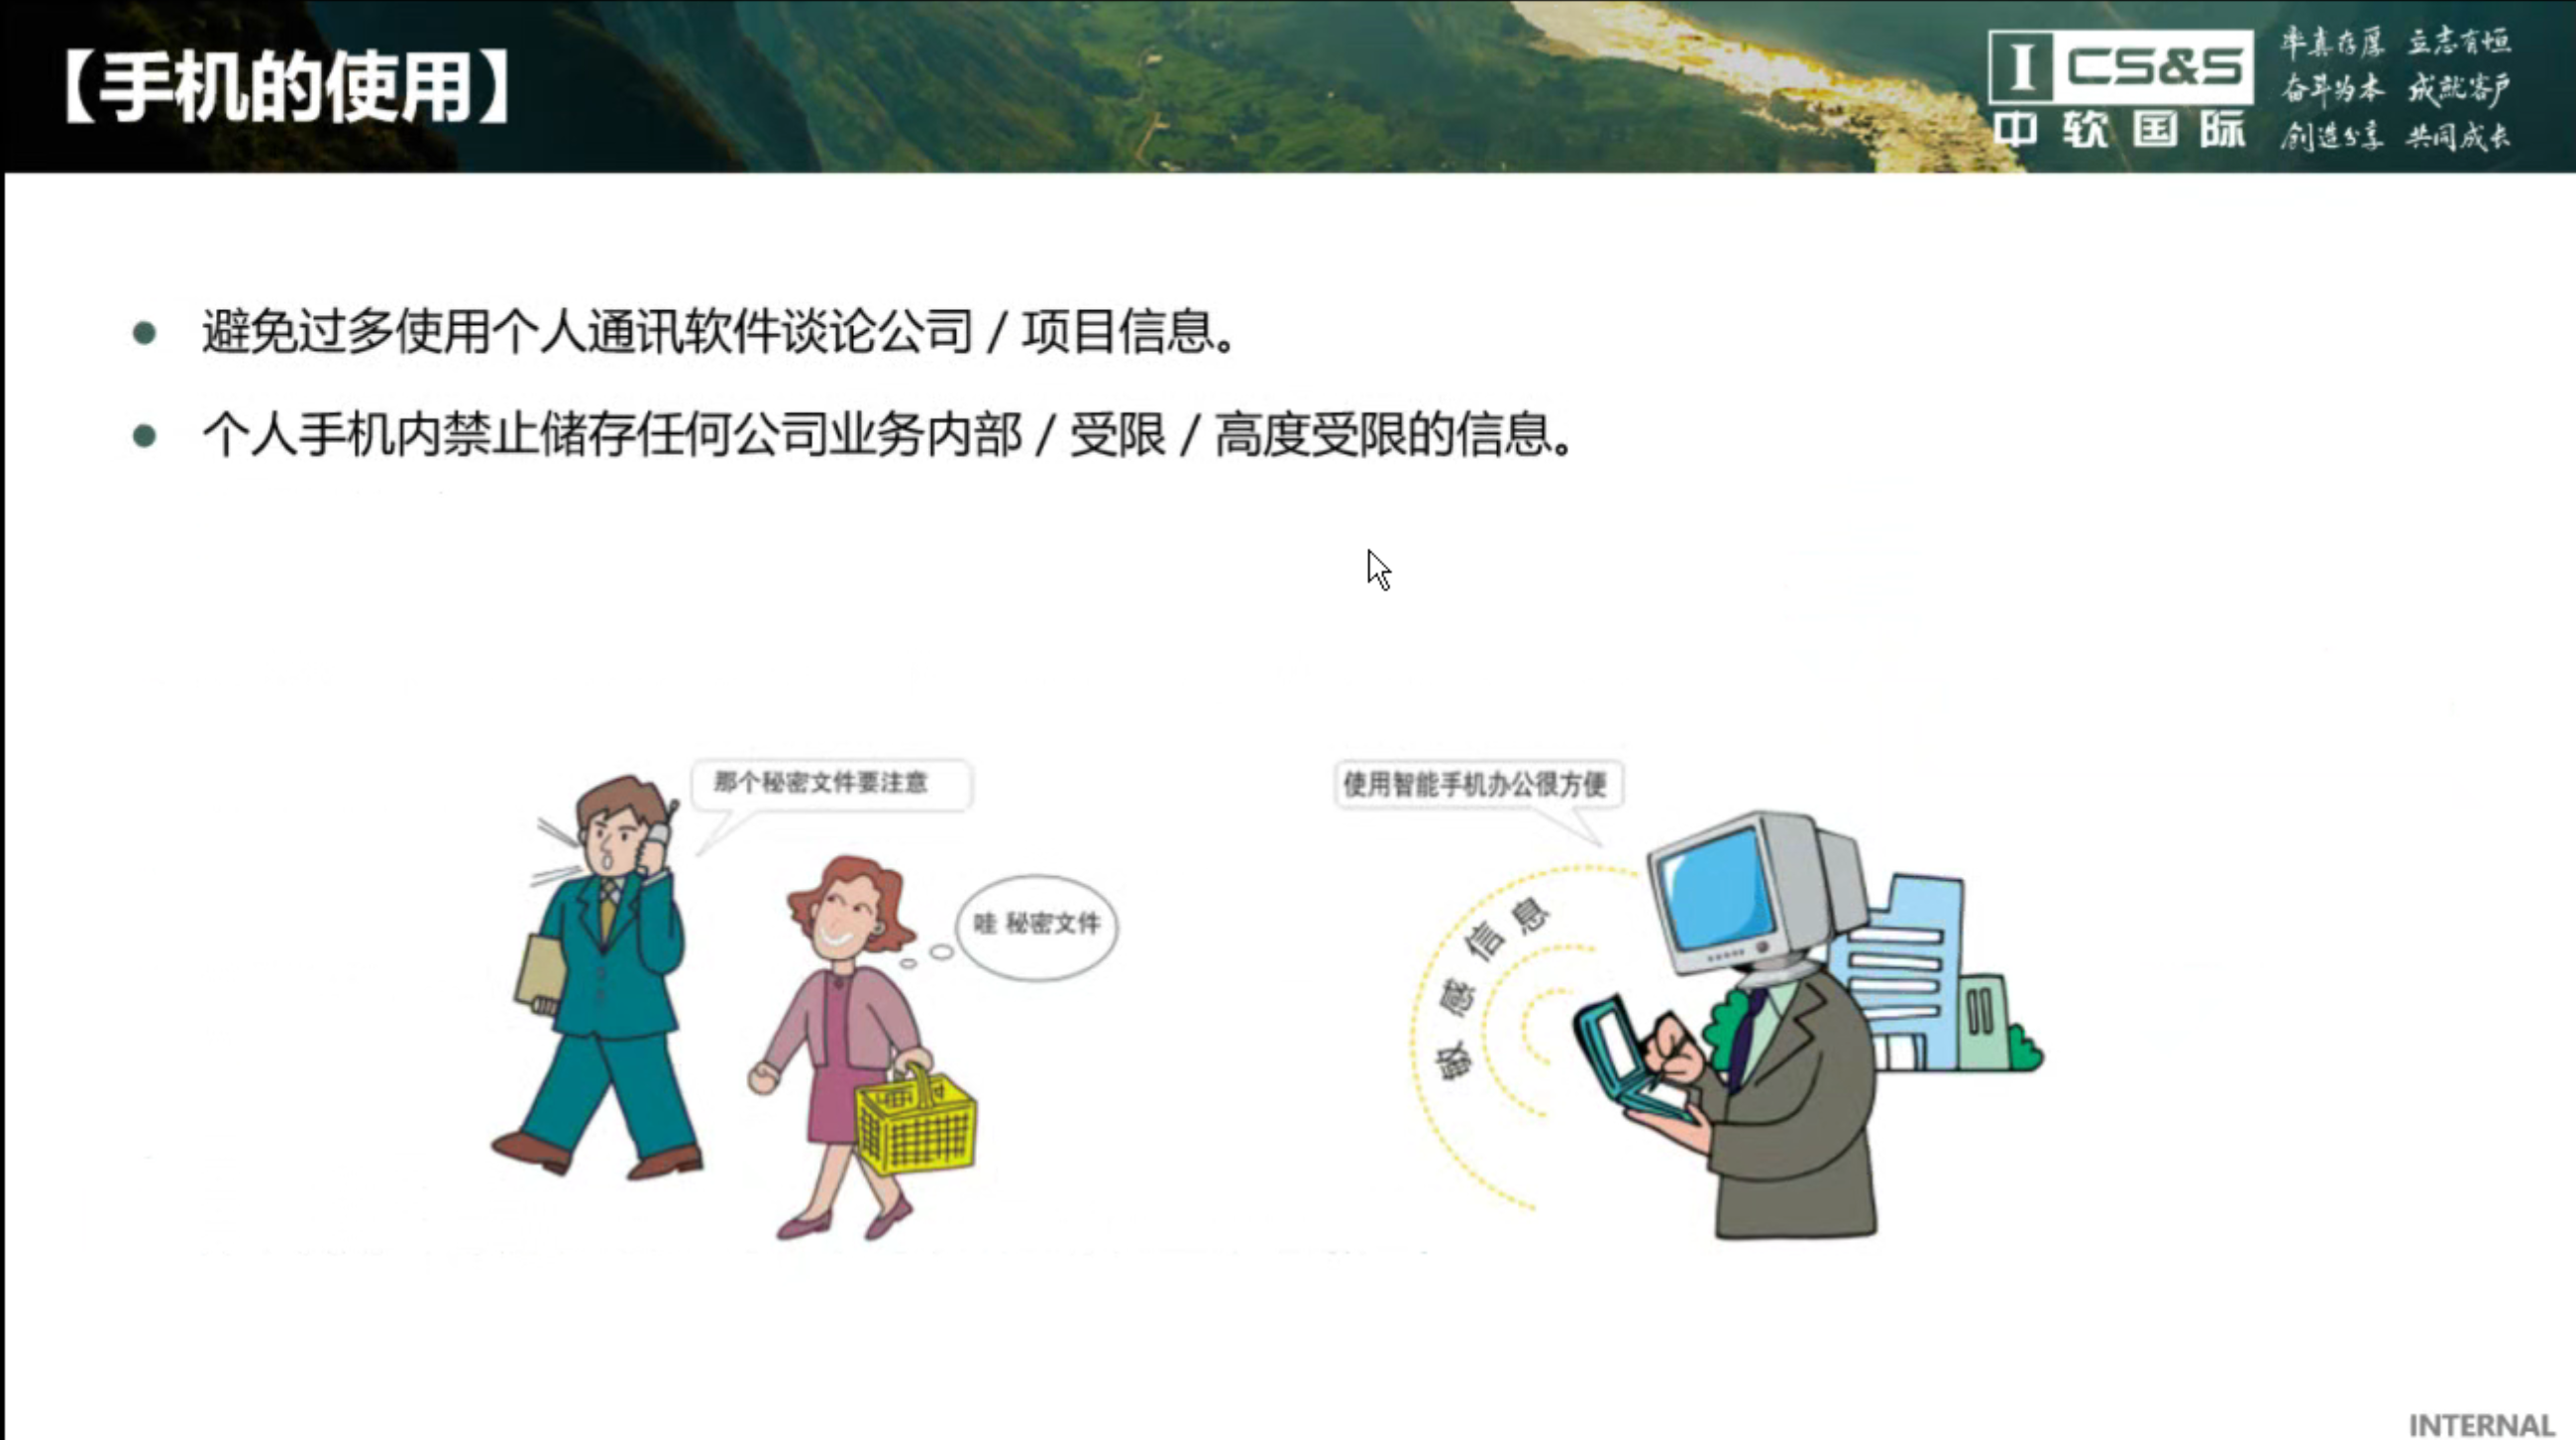 【手机的使用】
I CS&S
中软国际
率真存厚 立志有恒
奋斗为本 成就客户
创造分享 共同成长
避免过多使用个人通讯软件谈论公司 / 项目信息。
个人手机内禁止储存任何公司业务内部 / 受限 / 高度受限的信息。
那个秘密文件要注意
哇 秘密文件
使用智能手机办公很方便
敏感信息
INTERNAL